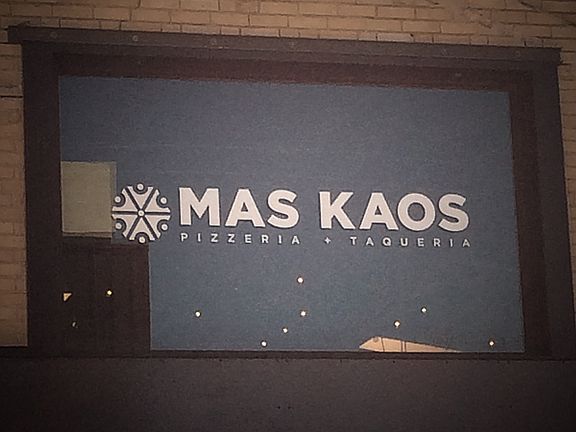 MAS KAOS
PIZZERIA + TAQUERIA